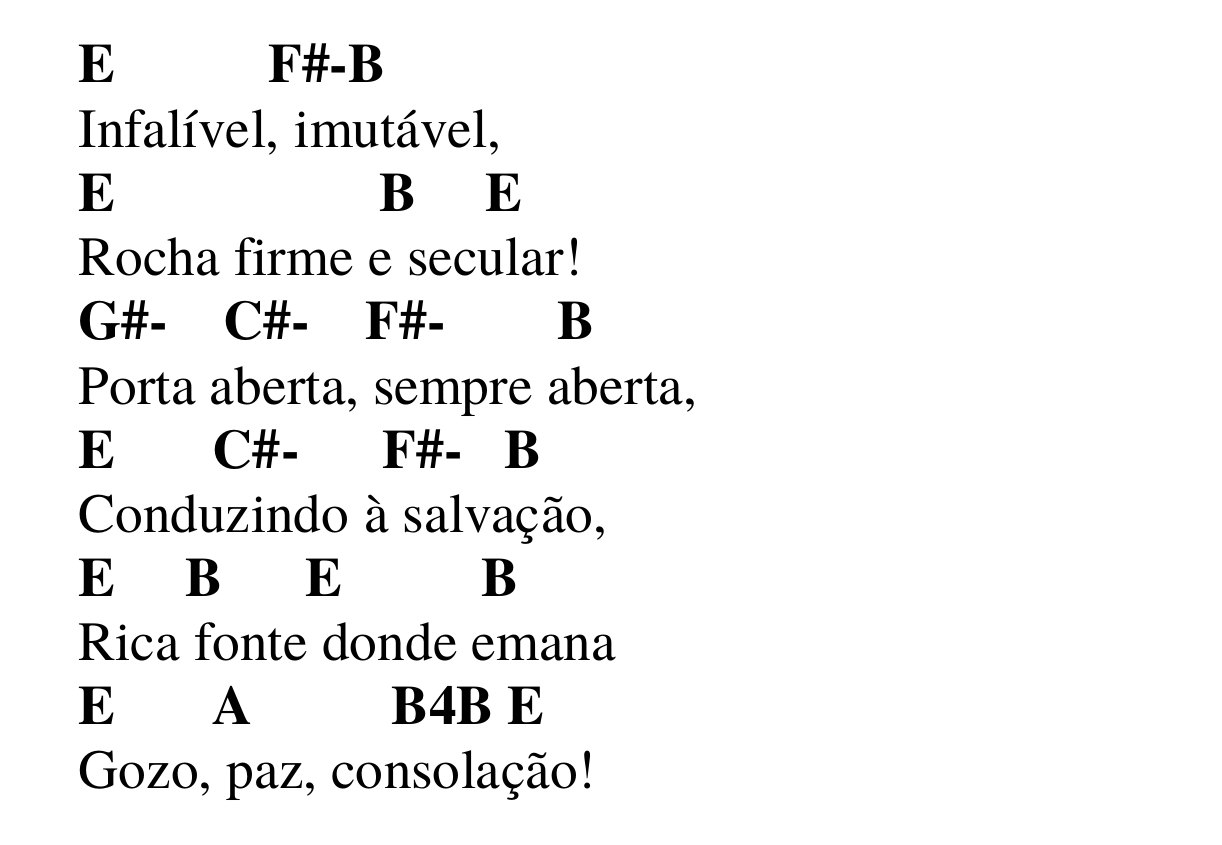 E F#-B
Infalível, imutável,
E B E
Rocha firme e secular!
G#- C#- F#- B
Porta aberta, sempre aberta,
E C#- F#- B
Conduzindo à salvação,
E B E B
Rica fonte donde emana
E A B4B E
Gozo, paz, consolação!